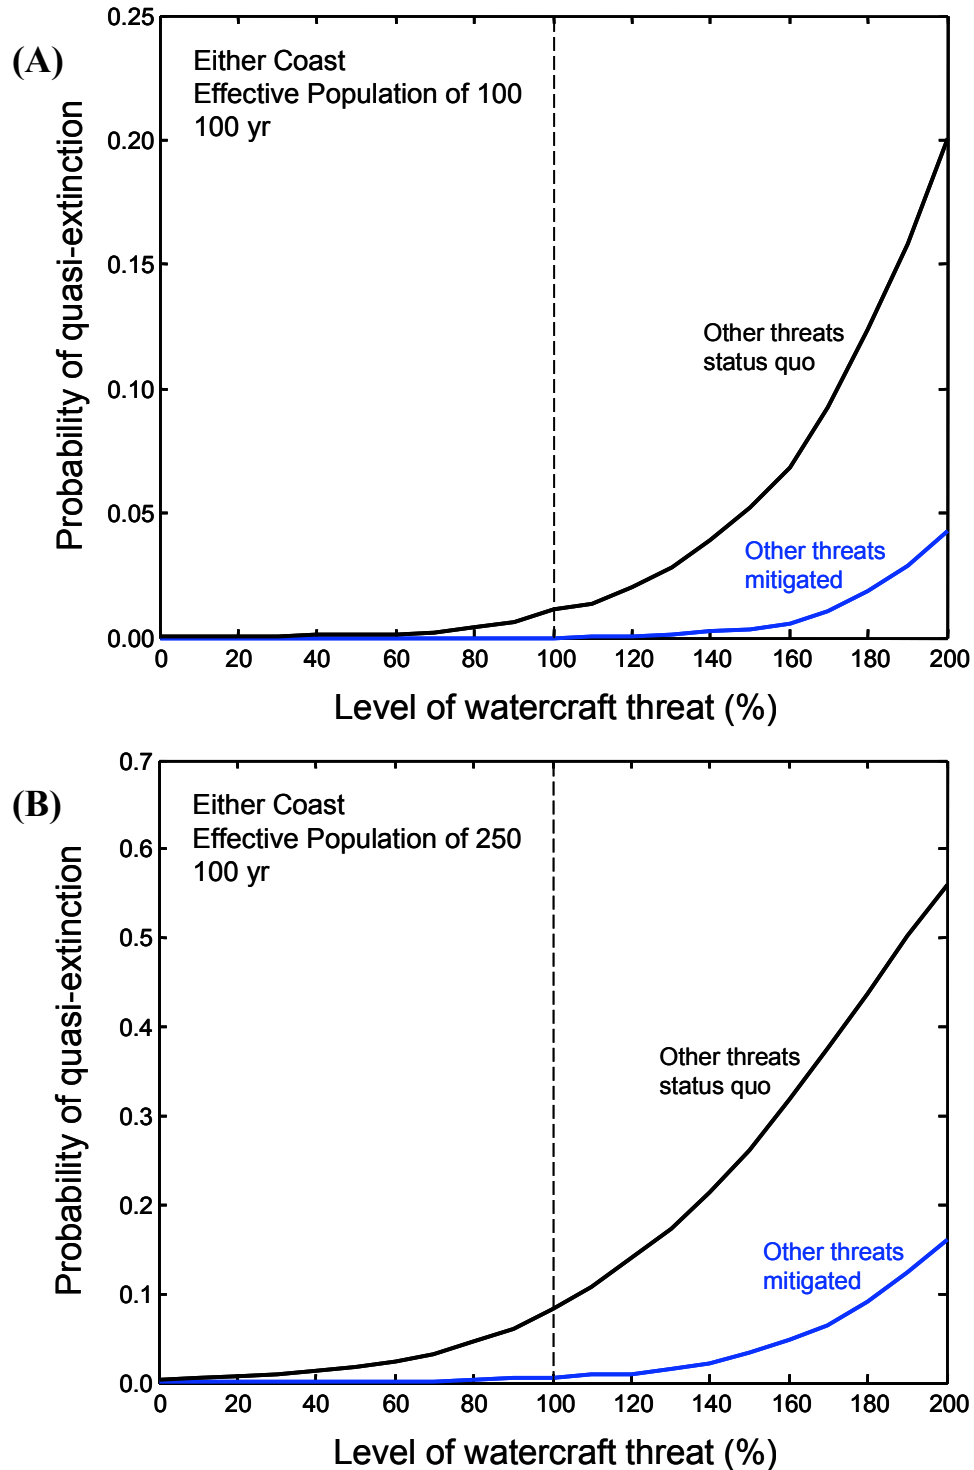 (A)
Either Coast
Effective Population of 100
100 yr
Probability of quasi-extinction
0.25
0.20
0.15
0.10
0.05
0.00
Other threats
status quo
Other threats
mitigated
0 20 40 60 80 100 120 140 160 180 200
Level of watercraft threat (%)
(B)
Either Coast
Effective Population of 250
100 yr
Probability of quasi-extinction
0.7
0.6
0.5
0.4
0.3
0.2
0.1
0.0
Other threats
status quo
Other threats
mitigated
0 20 40 60 80 100 120 140 160 180 200
Level of watercraft threat (%)